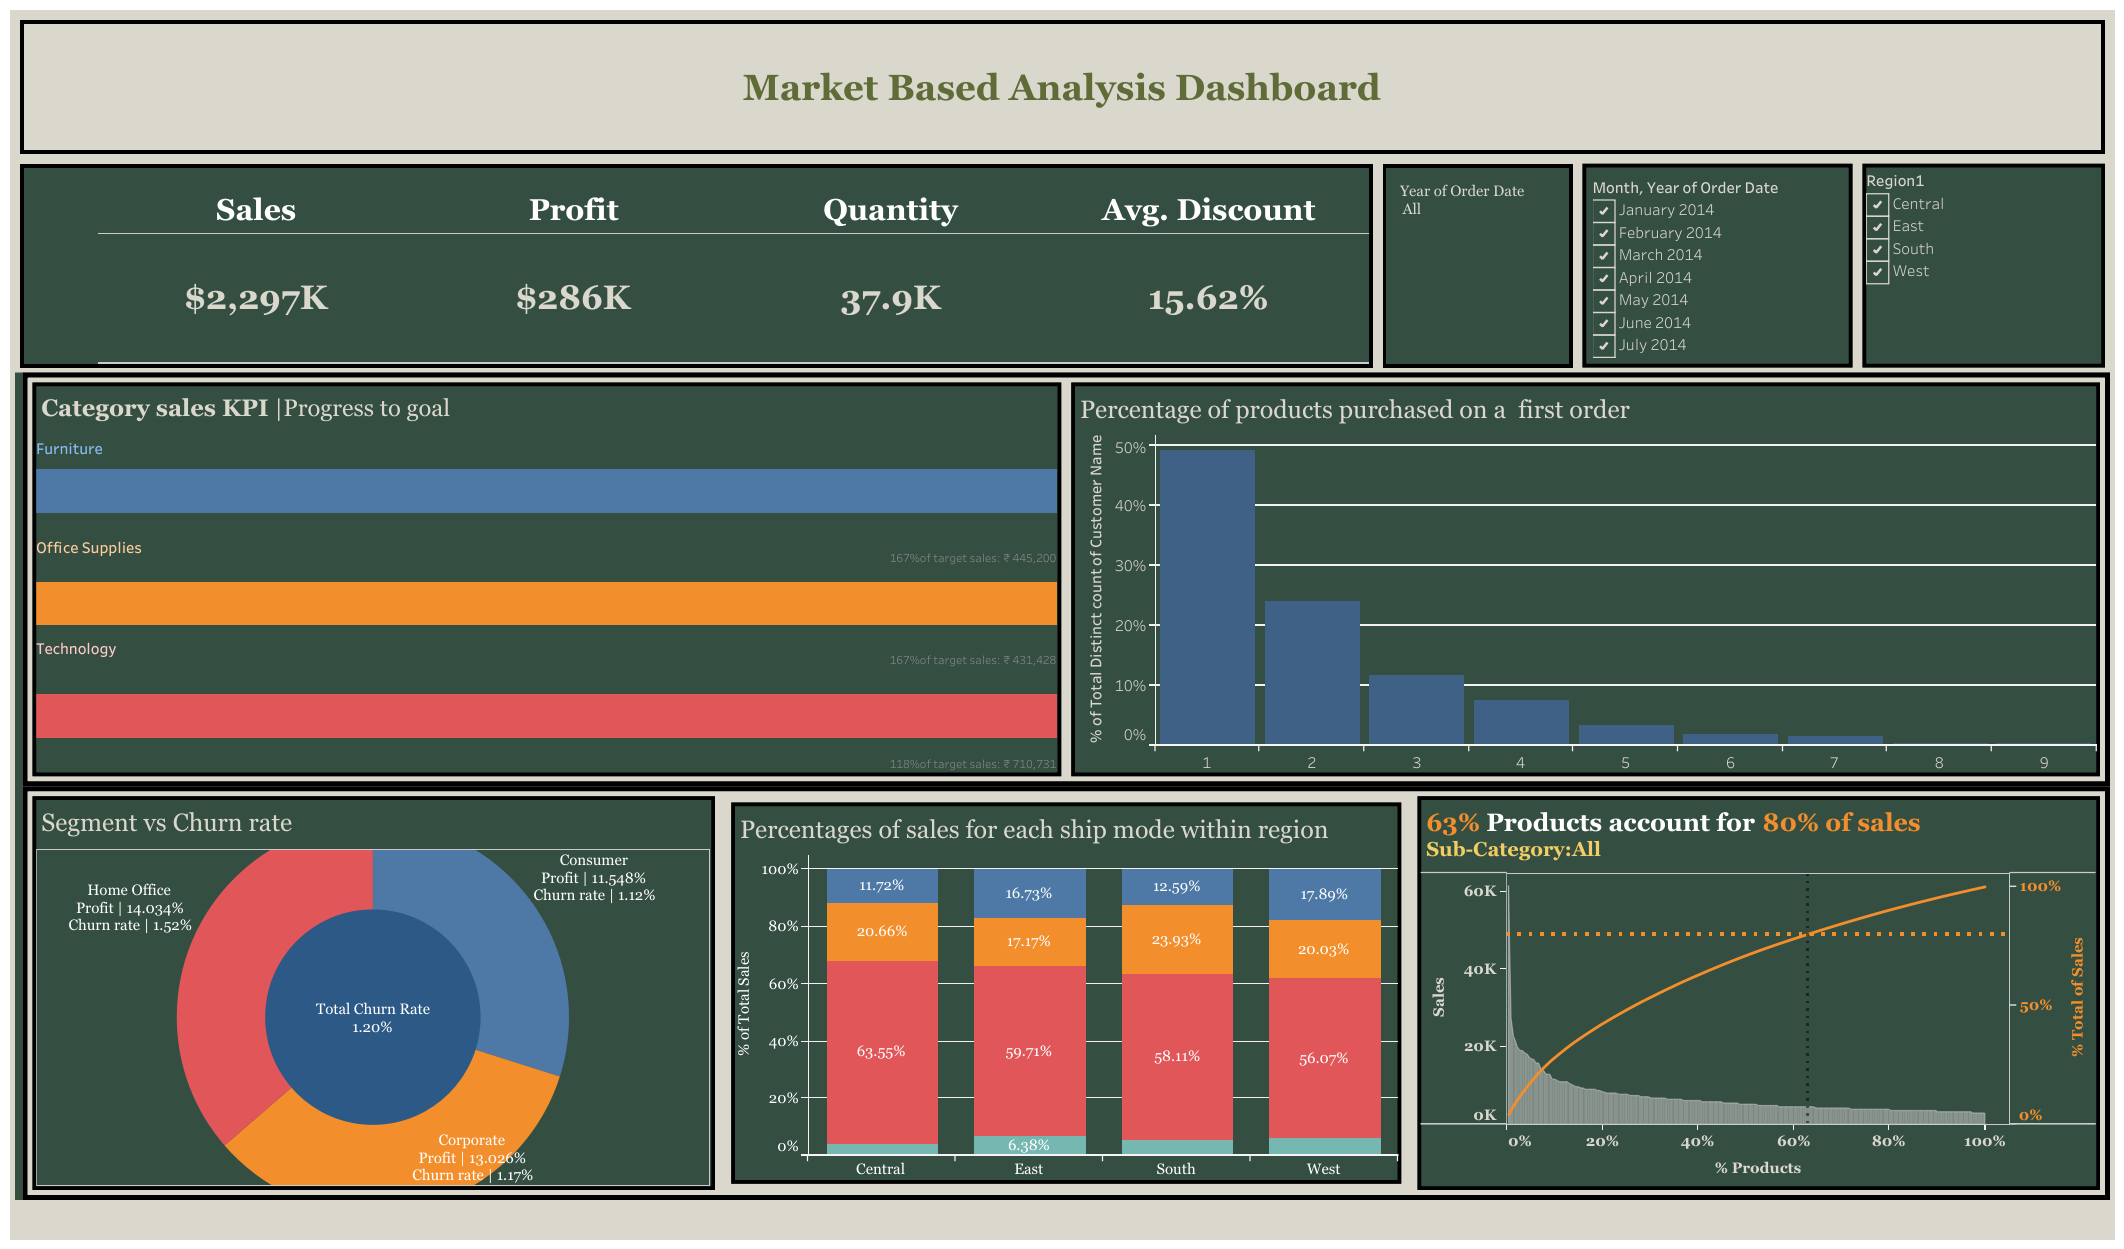 Market Based Analysis Dashboard
Sales Profit Quantity Avg. Discount
$2,297K $286K 37.9K 15.62%
Year of Order Date
All
Month, Year of Order Date
January 2014
February 2014
March 2014
April 2014
May 2014
June 2014
July 2014
Region1
Central
East
South
West
Category sales KPI |Progress to goal
Furniture
Office Supplies
167%of target sales: ₹ 445,200
Technology
167%of target sales: ₹ 431,428
118%of target sales: ₹ 710,731
Percentage of products purchased on a  first order
% of Total Distinct count of Customer Name
50%
40%
30%
20%
10%
0%
1 2 3 4 5 6 7 8 9
Segment vs Churn rate
Consumer
Profit | 11.548%
Churn rate | 1.12%
Home Office
Profit | 14.034%
Churn rate | 1.52%
Total Churn Rate
1.20%
Corporate
Profit | 13.026%
Churn rate | 1.17%
Percentages of sales for each ship mode within region
% of Total Sales
100%
80%
60%
40%
20%
0%
11.72% 16.73% 12.59% 17.89%
20.66% 17.17% 23.93% 20.03%
63.55% 59.71% 58.11% 56.07%
6.38%
Central East South West
63% Products account for 80% of sales
Sub-Category:All
Sales
60K
40K
20K
0K
100%
50%
0%
% Total of Sales
0% 20% 40% 60% 80% 100%
% Products